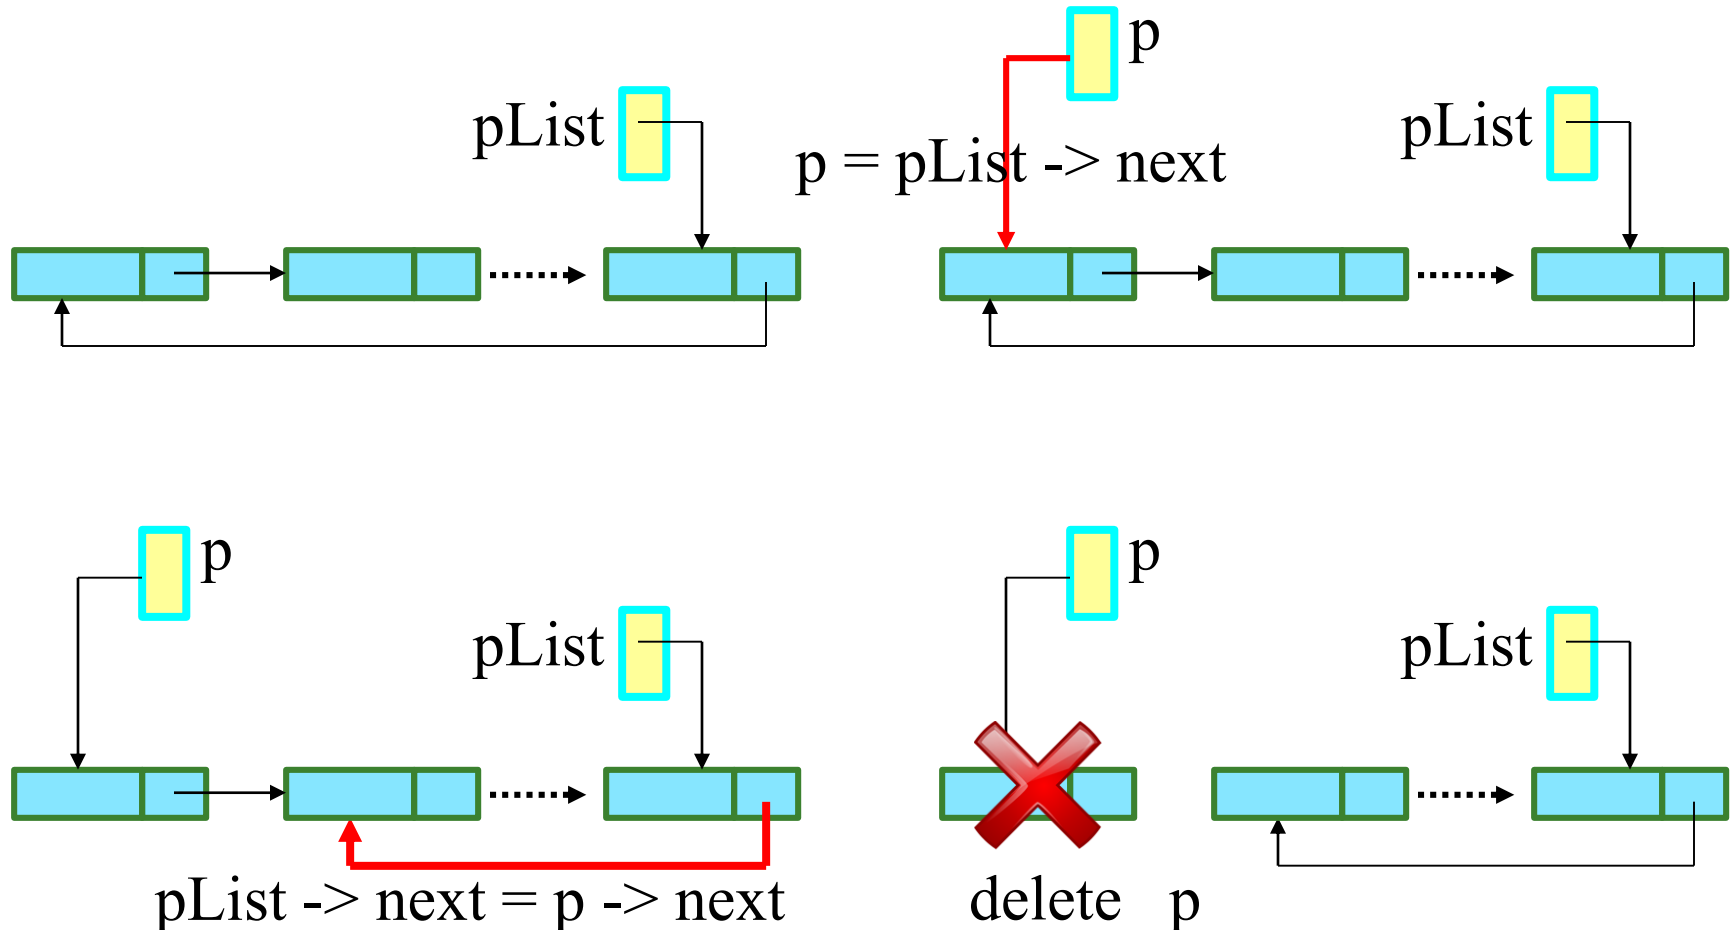 p
pList
pList
p = pList -> next
p
p
pList
pList
pList -> next = p -> next
delete p